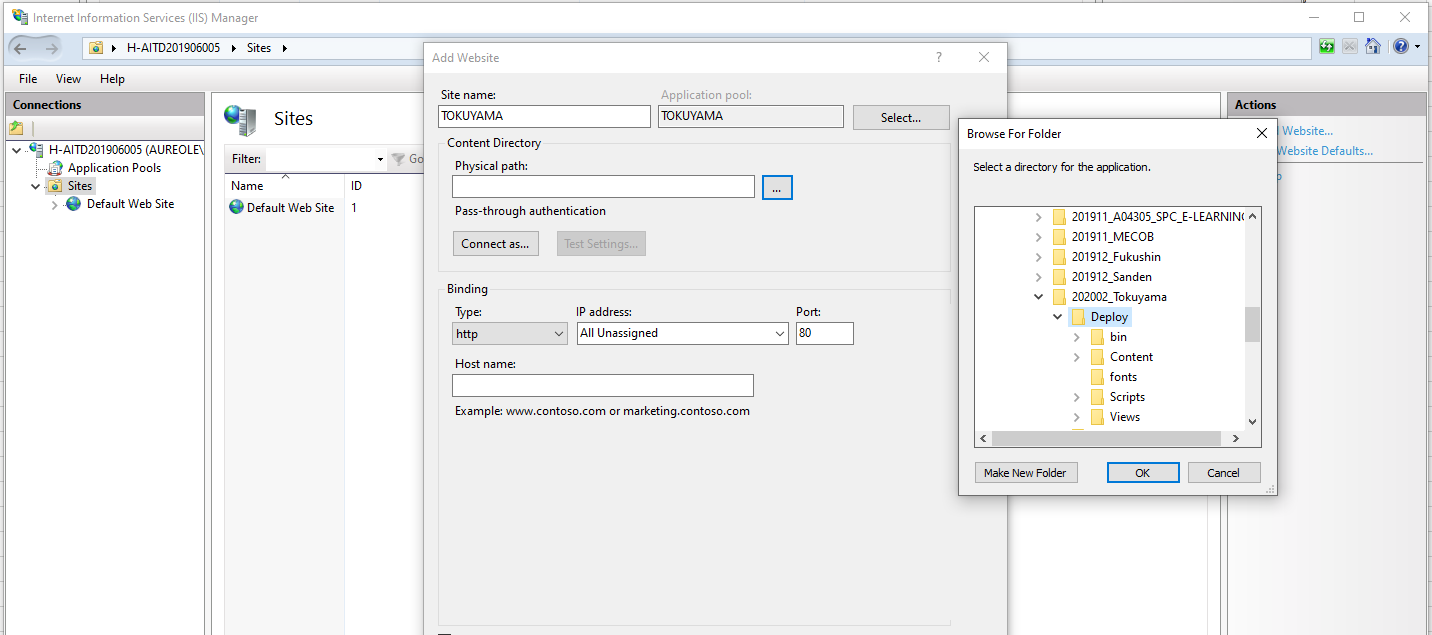 Internet Information Services (IIS) Manager
H-AITD201906005
Sites
File View Help
Connections
H-AITD201906005 (AUREOLE\
Application Pools
Sites
Default Web Site
Sites
Filter:
Go
Name ID
Default Web Site 1
Add Website
?
Site name: Application pool:
TOKUYAMA TOKUYAMA Select...
Content Directory
Physical path:
...
Pass-through authentication
Connect as... Test Settings...
Binding
Type: IP address: Port:
http All Unassigned 80
Host name:
Example: www.contoso.com or marketing.contoso.com
Browse For Folder
Select a directory for the application.
201911_A04305_SPC_E-LEARNING
201911_MECOB
201912_Fukushin
201912_Sanden
202002_Tokuyama
Deploy
bin
Content
fonts
Scripts
Views
Make New Folder OK Cancel
Actions
Website...
Website Defaults...